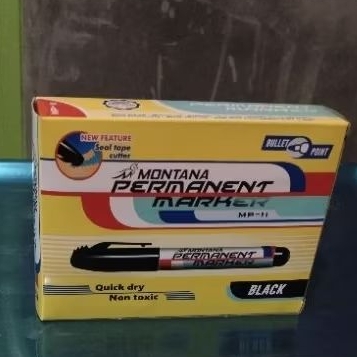 NEW FEATURE
Seal tape
cutter
BULLET POINT
MONTANA
PERMANENT
MARKER
MP-11
MONTANA
PERMANENT
MARKER
Quick dry
Non toxic
BLACK